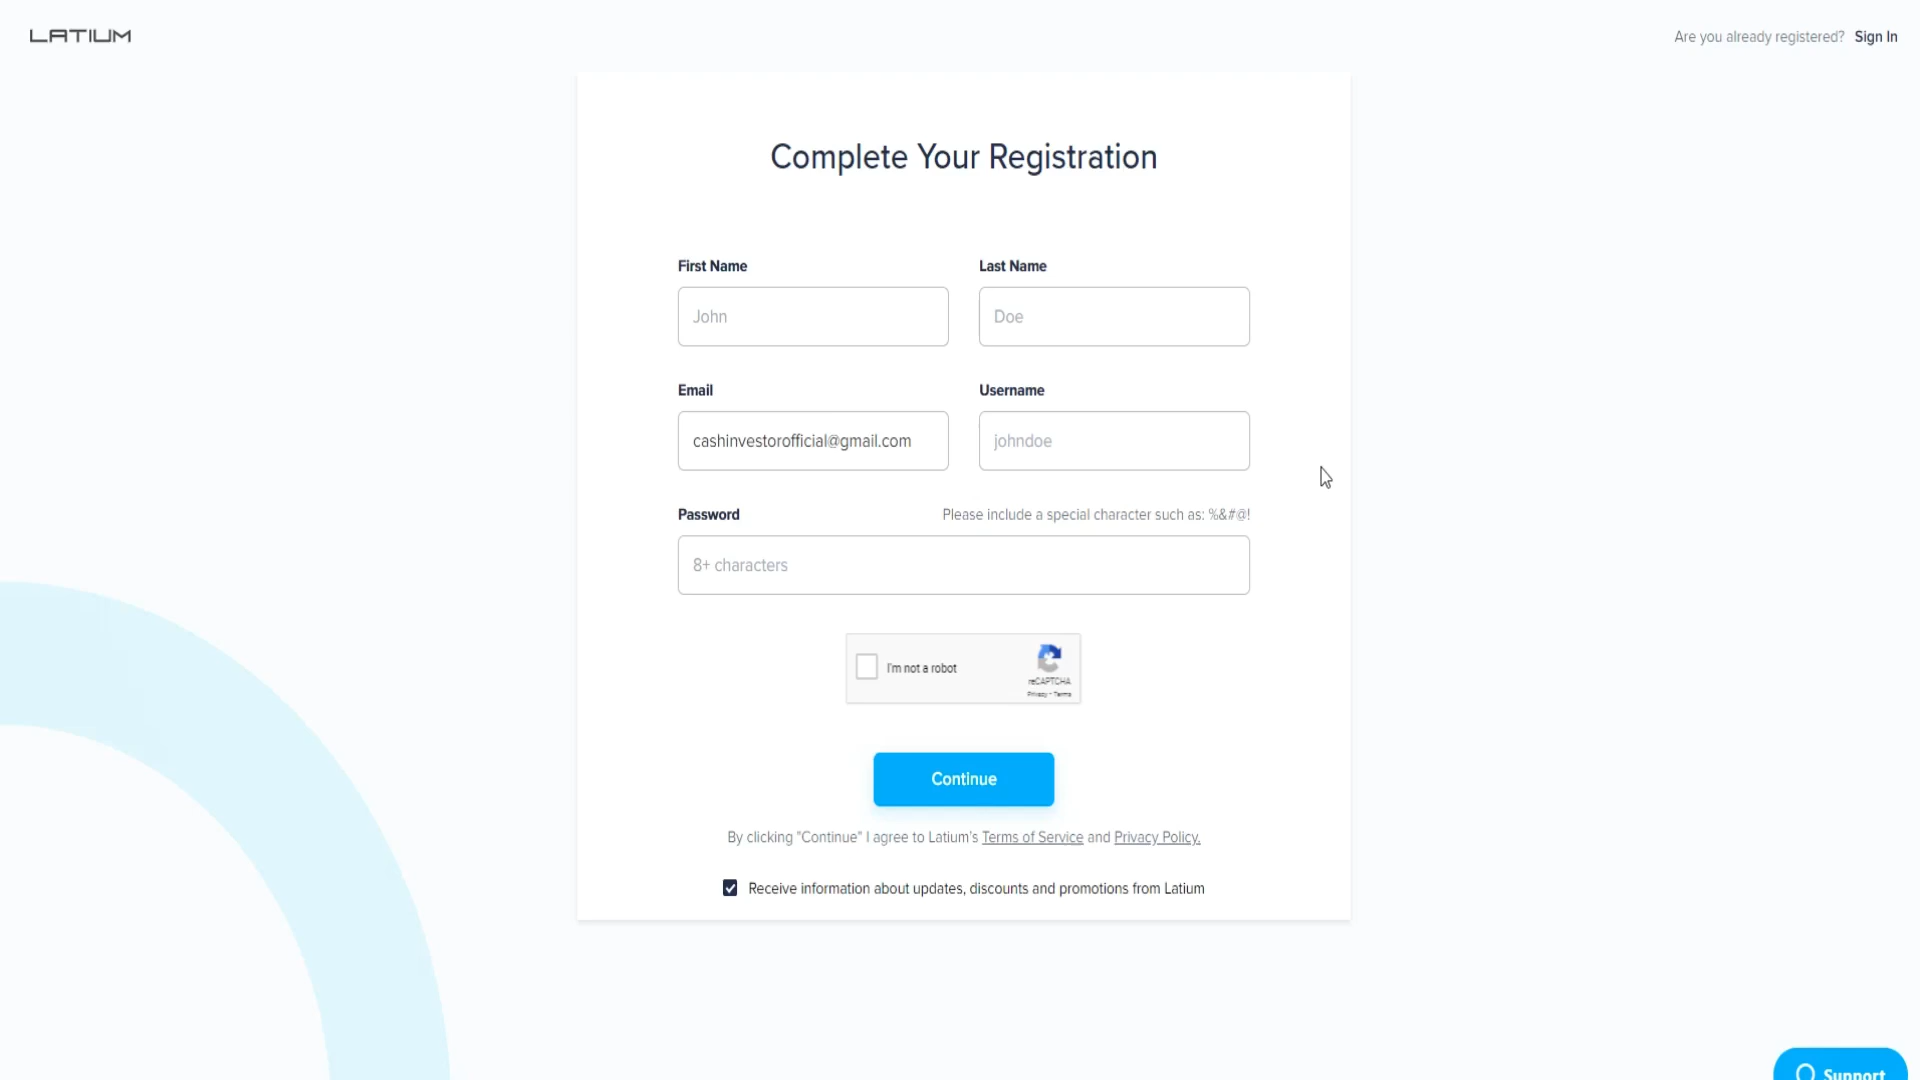 LATIUM
Are you already registered? Sign In
Complete Your Registration
First Name
Last Name
John
Doe
Email
Username
cashinvestorofficial@gmail.com
johndoe
Password
Please include a special character such as: %&#@!
8+ characters
I'm not a robot
reCAPTCHA
Privacy - Terms
Continue
By clicking "Continue" I agree to Latium's Terms of Service and Privacy Policy.
Receive information about updates, discounts and promotions from Latium
Support